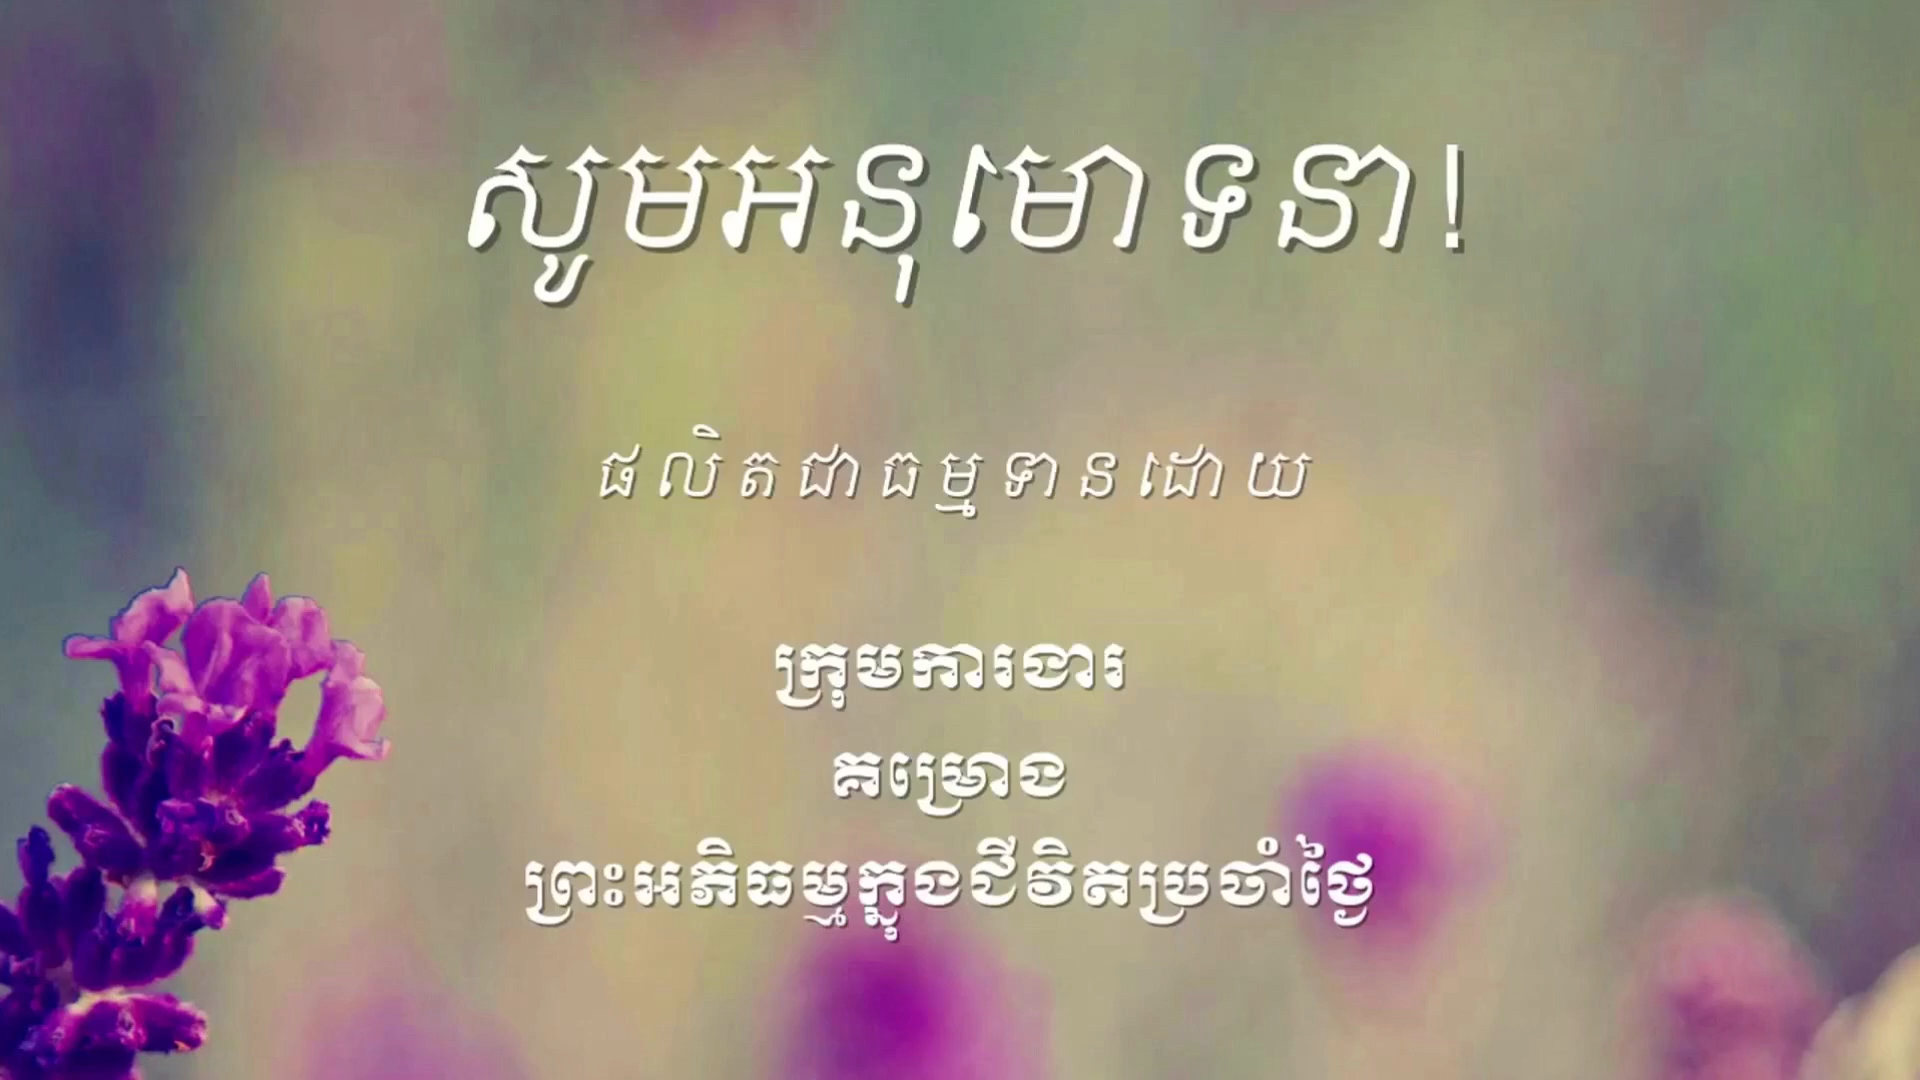 សូមអនុមោទនា!
ផលិតជាធម្មទានដោយ
ក្រុមការងារ
គម្រោង
ព្រះអភិធម្មក្នុងជីវិតប្រចាំថ្ងៃ